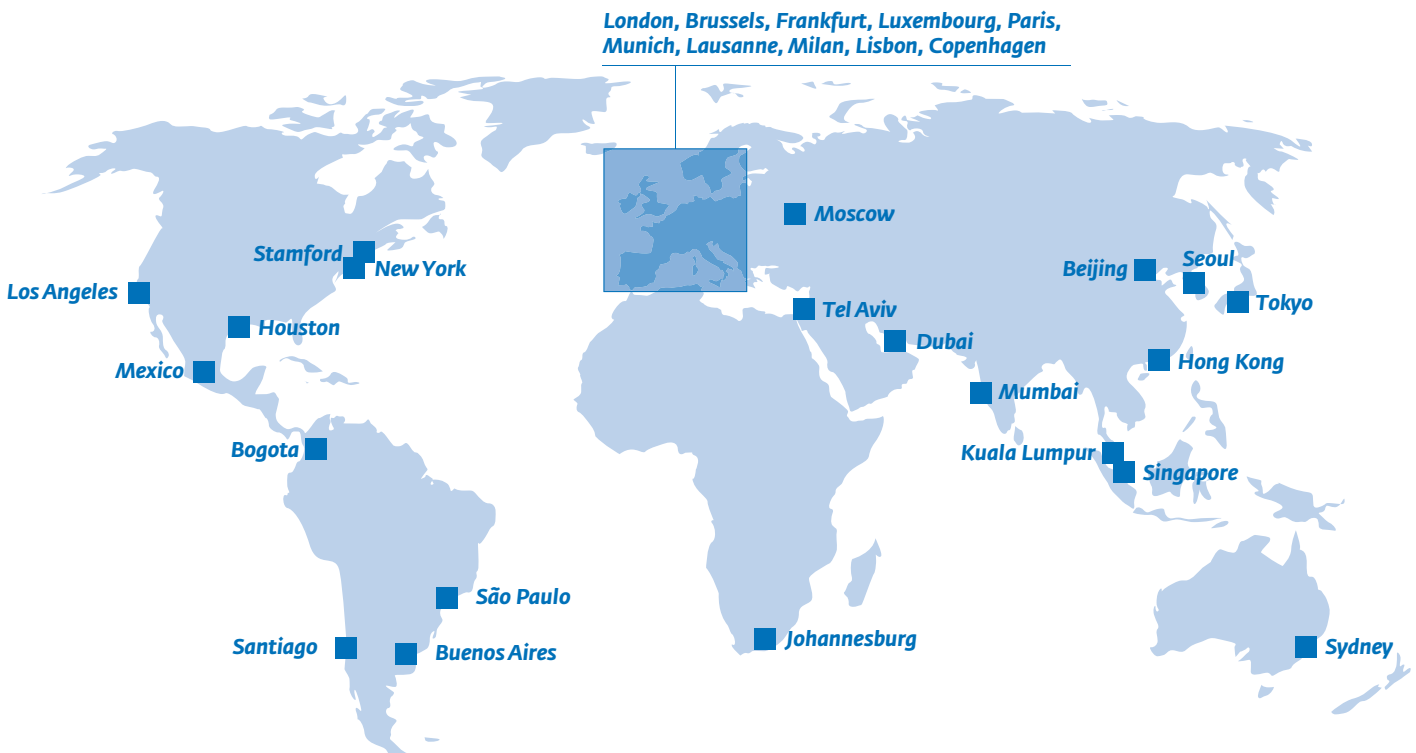 London, Brussels, Frankfurt, Luxembourg, Paris,
Munich, Lausanne, Milan, Lisbon, Copenhagen
Moscow
Stamford
New York
Los Angeles
Houston
Mexico
Bogota
São Paulo
Santiago
Buenos Aires
Tel Aviv
Dubai
Mumbai
Beijing
Seoul
Tokyo
Hong Kong
Kuala Lumpur
Singapore
Johannesburg
Sydney